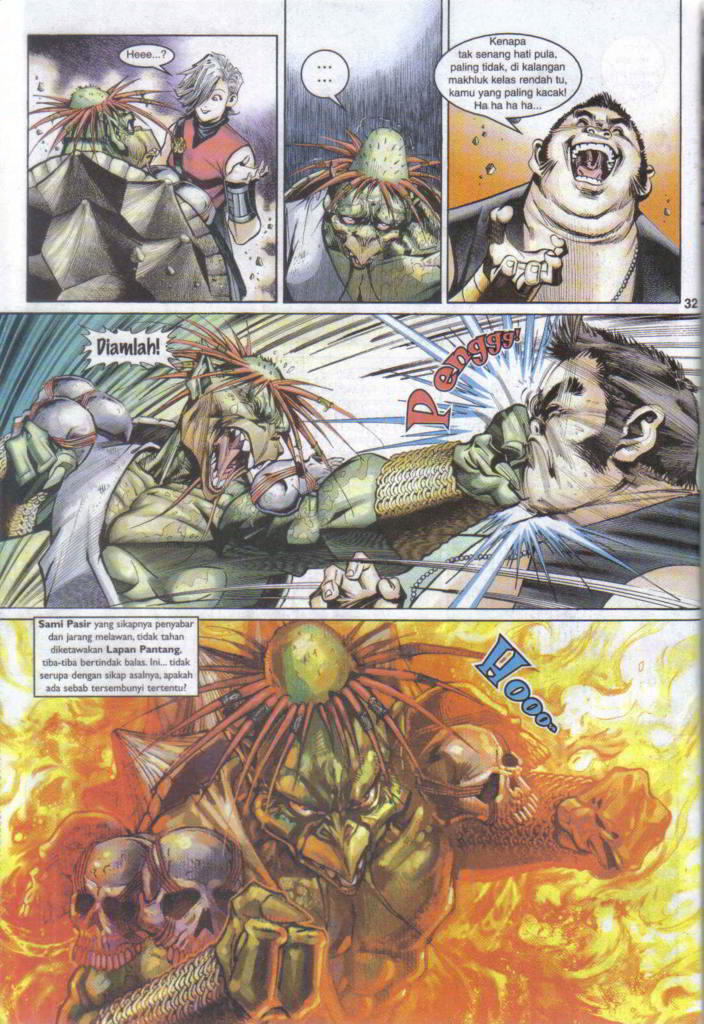 Heee...?
...
...
Kenapa
tak senang hati pula,
paling tidak, di kalangan
makhluk kelas rendah tu,
kamu yang paling kacak!
Ha ha ha ha...
32
Diamlah!
Penggg!
Sami Pasir yang sikapnya penyabar
dan jarang melawan, tidak tahan
diketawakan Lapan Pantang,
tiba-tiba bertindak balas. Ini... tidak
serupa dengan sikap asalnya, apakah
ada sebab tersembunyi tertentu?
Hooo-